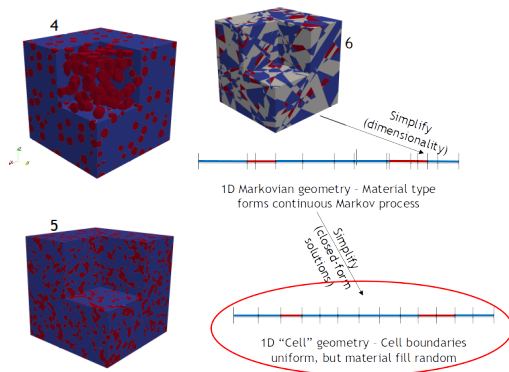 4
6
Simplify
(dimensionality)
1D Markovian geometry – Material type
forms continuous Markov process
5
Simplify
(closed-form
solutions)
1D “Cell” geometry – Cell boundaries
uniform, but material fill random